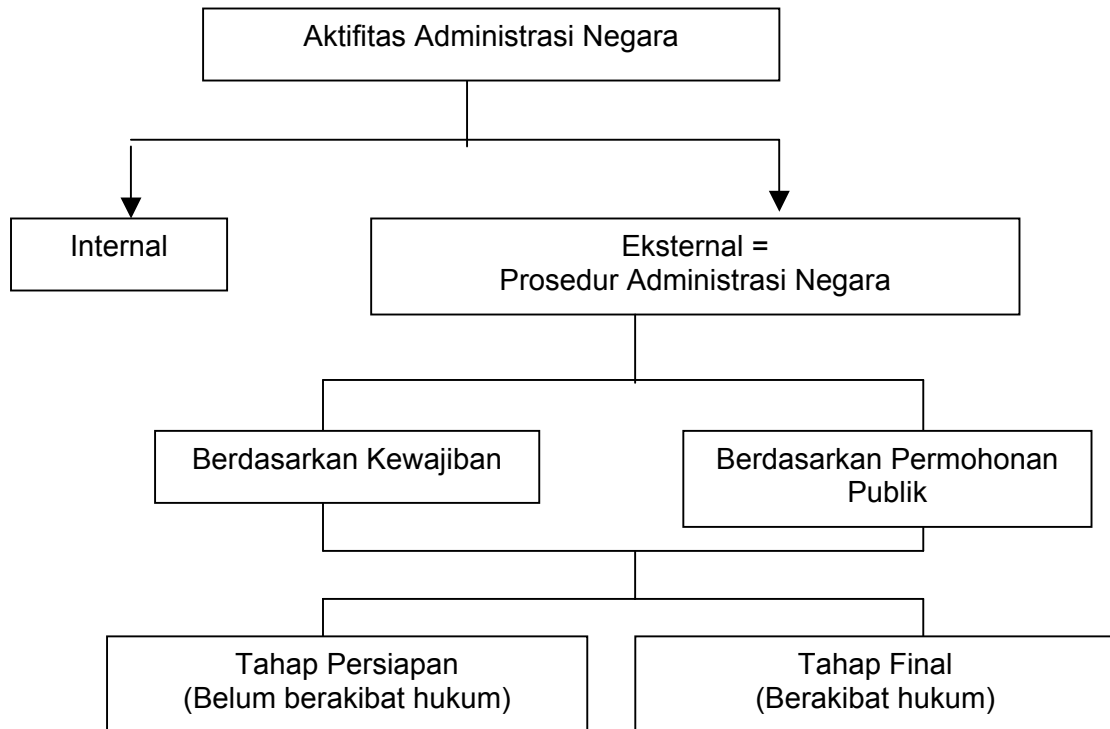 Aktifitas Administrasi Negara
Internal
Eksternal =
Prosedur Administrasi Negara
Berdasarkan Kewajiban
Berdasarkan Permohonan
Publik
Tahap Persiapan
(Belum berakibat hukum)
Tahap Final
(Berakibat hukum)